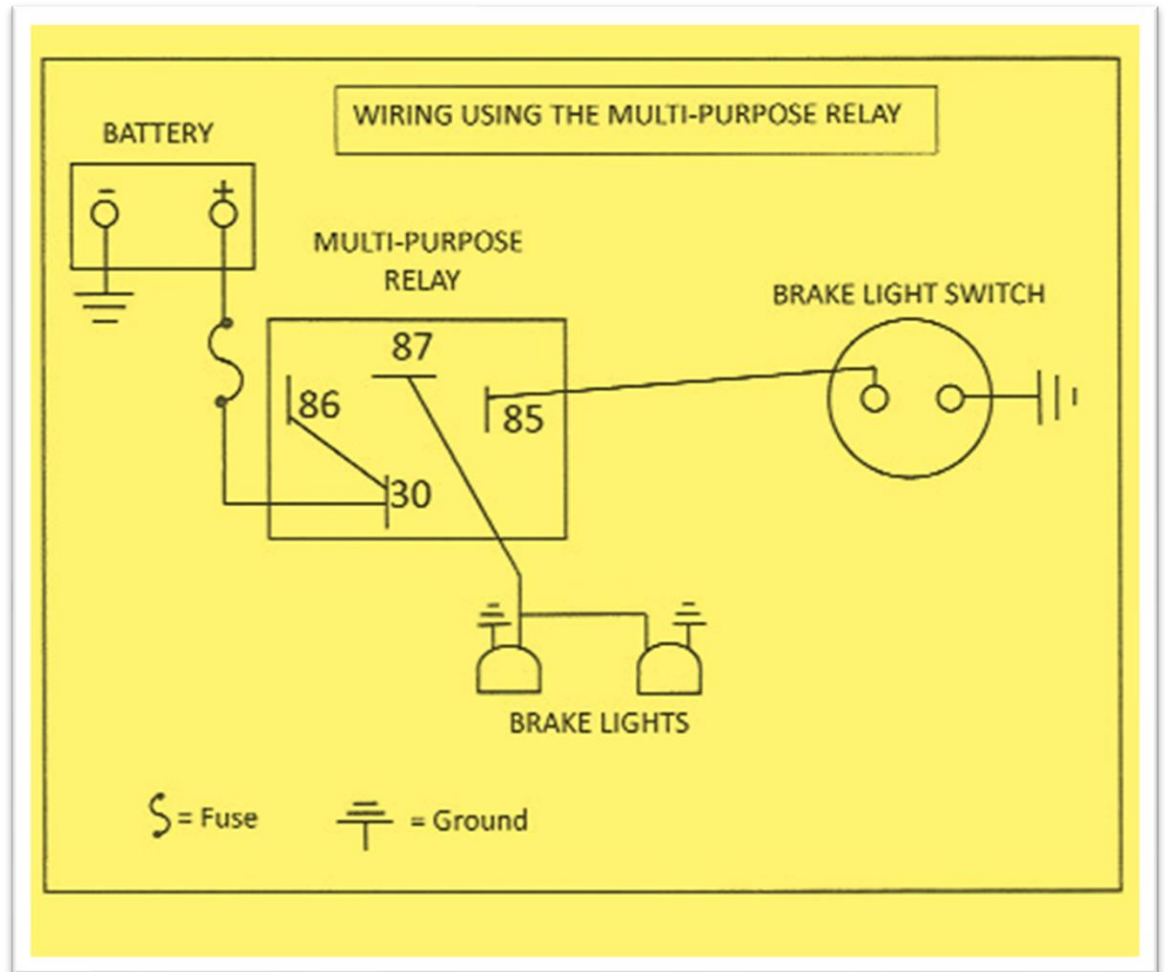 WIRING USING THE MULTI-PURPOSE RELAY
BATTERY
- +
MULTI-PURPOSE
RELAY
BRAKE LIGHT SWITCH
87
86
85
30
BRAKE LIGHTS
= Fuse
= Ground